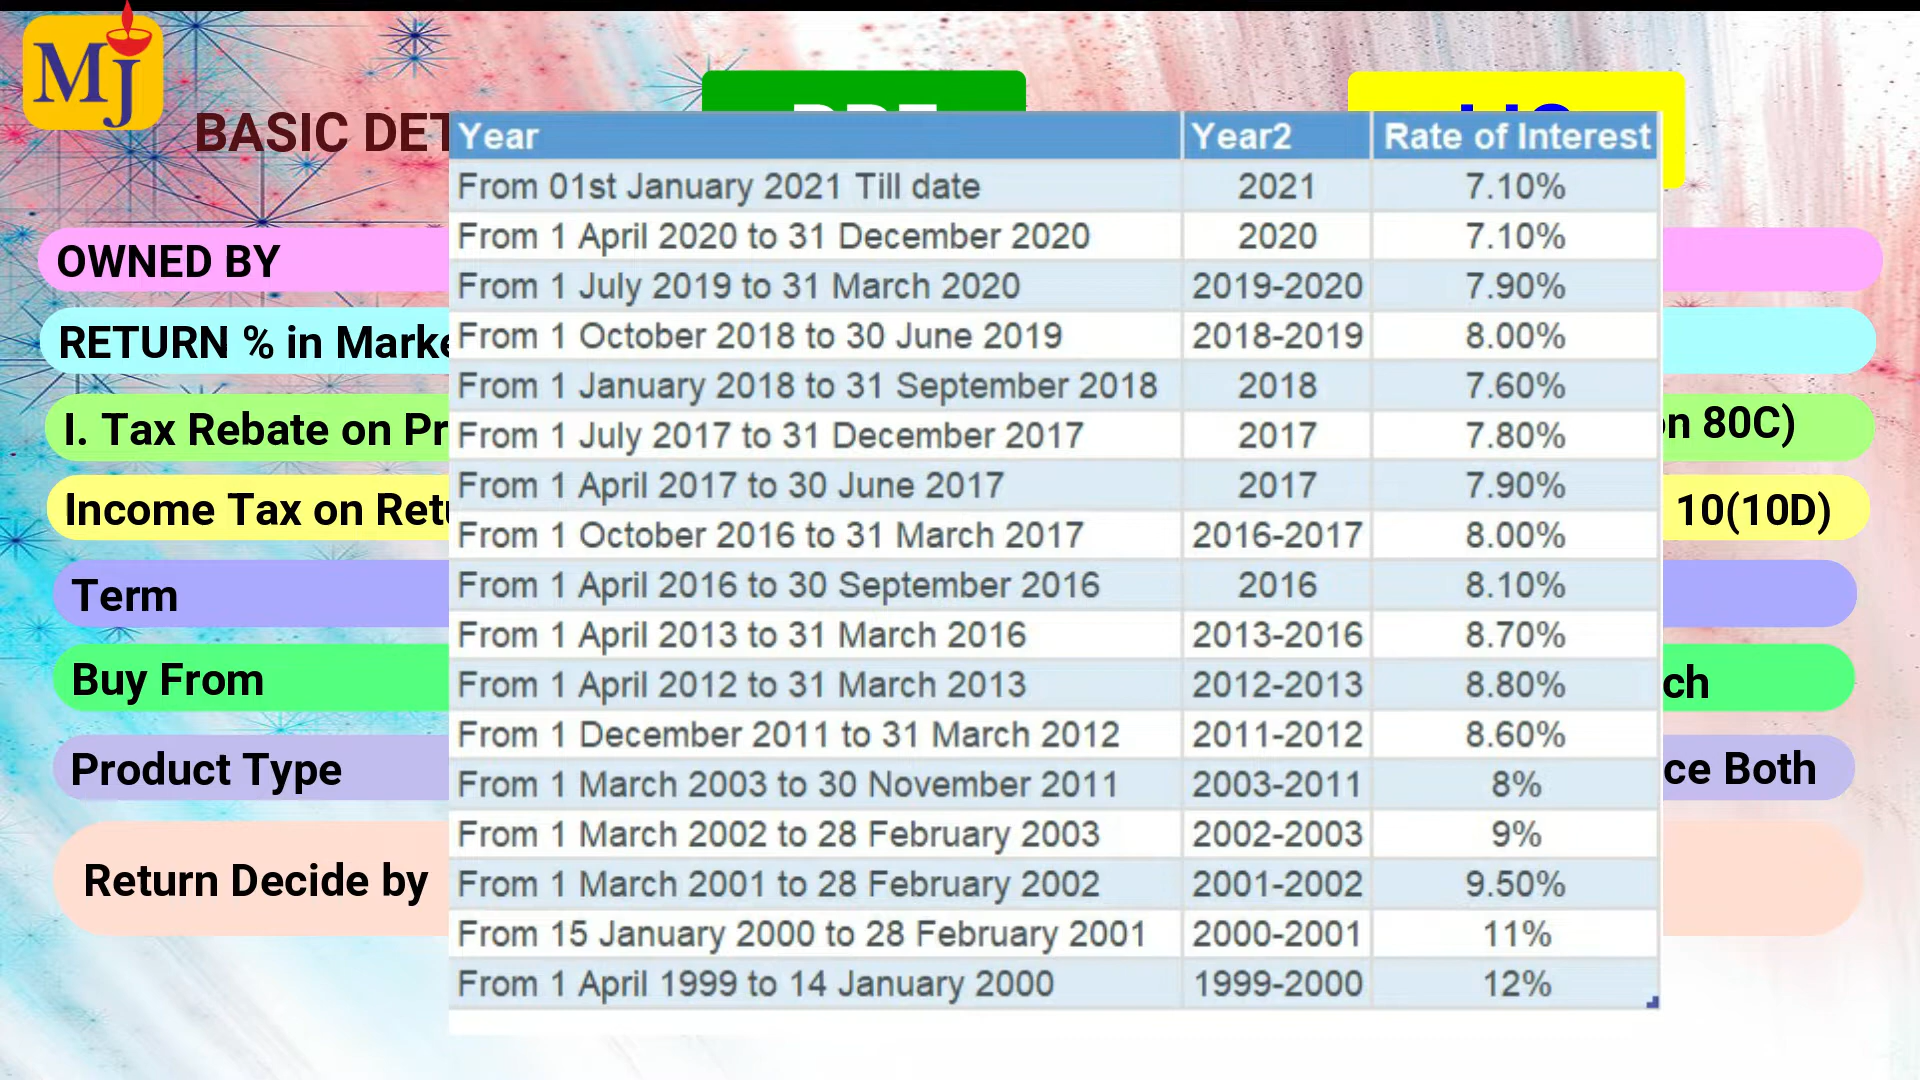 MJ
BASIC DET
Year Year2 Rate of Interest
From 01st January 2021 Till date 2021 7.10%
From 1 April 2020 to 31 December 2020 2020 7.10%
From 1 July 2019 to 31 March 2020 2019-2020 7.90%
From 1 October 2018 to 30 June 2019 2018-2019 8.00%
From 1 January 2018 to 31 September 2018 2018 7.60%
From 1 July 2017 to 31 December 2017 2017 7.80%
From 1 April 2017 to 30 June 2017 2017 7.90%
From 1 October 2016 to 31 March 2017 2016-2017 8.00%
From 1 April 2016 to 30 September 2016 2016 8.10%
From 1 April 2013 to 31 March 2016 2013-2016 8.70%
From 1 April 2012 to 31 March 2013 2012-2013 8.80%
From 1 December 2011 to 31 March 2012 2011-2012 8.60%
From 1 March 2003 to 30 November 2011 2003-2011 8%
From 1 March 2002 to 28 February 2003 2002-2003 9%
From 1 March 2001 to 28 February 2002 2001-2002 9.50%
From 15 January 2000 to 28 February 2001 2000-2001 11%
From 1 April 1999 to 14 January 2000 1999-2000 12%
OWNED BY
RETURN % in Marke
I. Tax Rebate on Pr
n 80C)
Income Tax on Ret
10(10D)
Term
Buy From
ch
Product Type
ce Both
Return Decide by